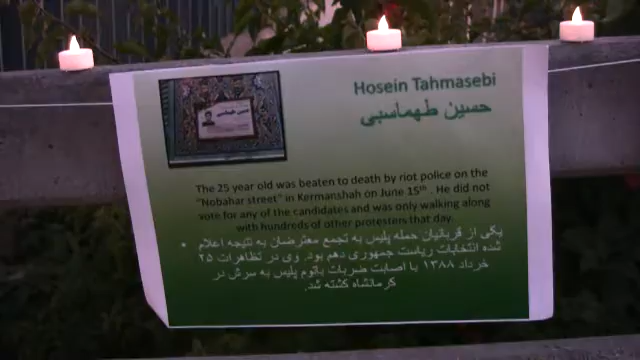 Hosein Tahmasebi
حسین طهماسبی
The 25 year old was beaten to death by riot police on the
"Nobahar street" in Kermanshah on June 15th . He did not
vote for any of the candidates and was only walking along
with hundreds of other protesters that day.
• یکی از قربانیان حمله پلیس به تجمع معترضان به نتیجه اعلام
شده انتخابات ریاست جمهوری دهم بود. وی در تظاهرات ۲۵
خرداد ۱۳۸۸ با اصابت ضربات باتوم پلیس به سرش در
کرمانشاه کشته شد.